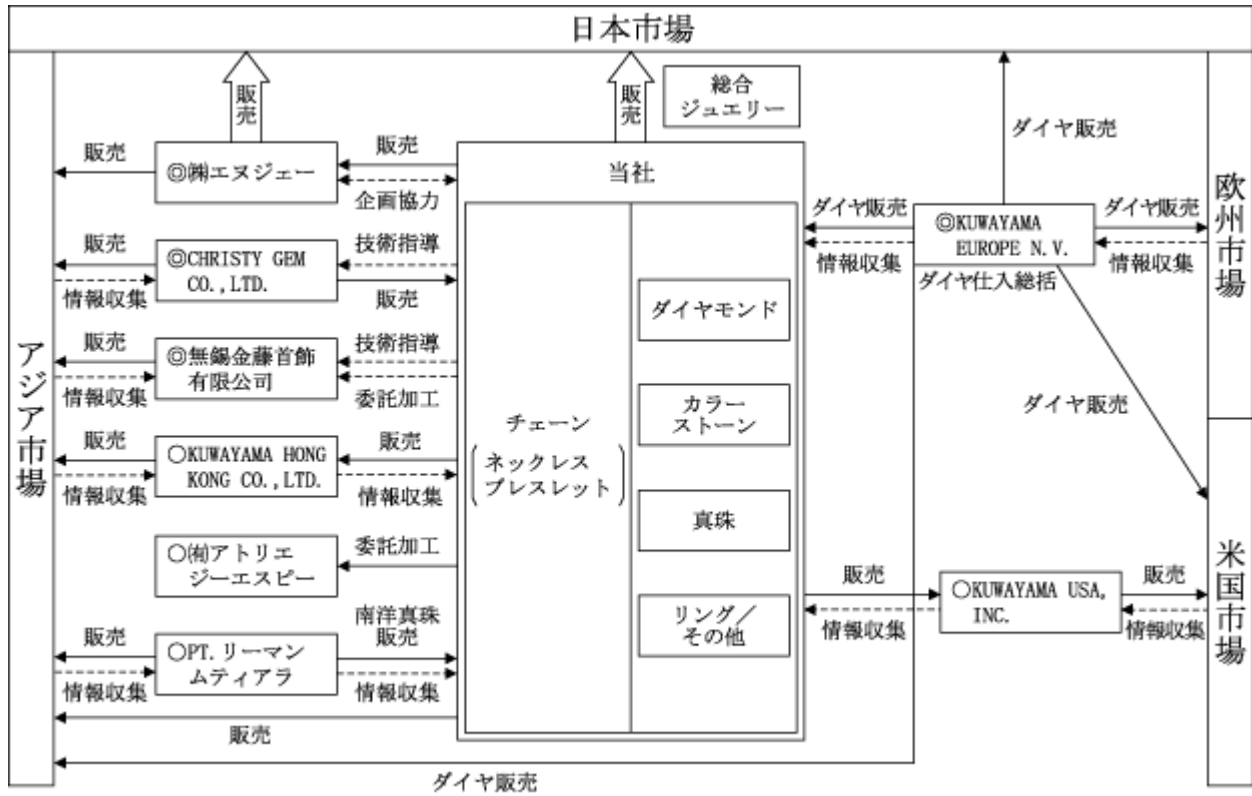 日本市場
販売
販売
総合
ジュエリー
ダイヤ販売
販売
◎㈱エヌジェー
販売
企画協力
当社
ダイヤ販売
情報収集
◎KUWAYAMA
EUROPE N.V.
ダイヤ仕入総括
ダイヤ販売
情報収集
欧州市場
販売
情報収集
◎CHRISTY GEM
CO.,LTD.
技術指導
販売
ダイヤモンド
アジア市場
販売
情報収集
◎無錫金藤首飾
有限公司
技術指導
委託加工
チェーン
ネックレス
ブレスレット
カラー
ストーン
ダイヤ販売
販売
情報収集
○KUWAYAMA HONG
KONG CO.,LTD.
販売
情報収集
真珠
○㈲アトリエ
ジーエスピー
委託加工
販売
情報収集
○KUWAYAMA USA,
INC.
販売
情報収集
米国市場
販売
情報収集
○PT.リーマン
ムティアラ
南洋真珠
販売
情報収集
リング／
その他
販売
ダイヤ販売